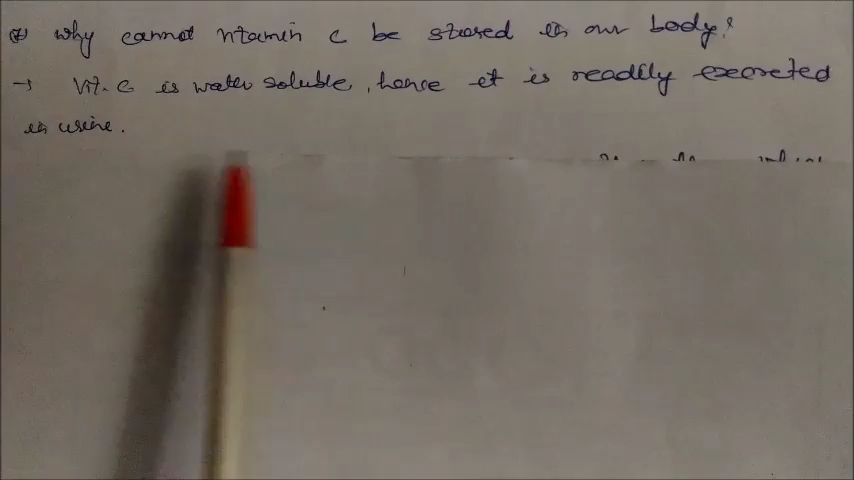 Q) Why cannot vitamin C be stored in our body?
→ Vit. C is water soluble, hence it is readily excreted
in urine.